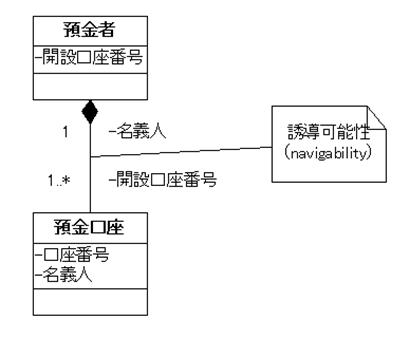 預金者
-開設口座番号
1
-名義人
誘導可能性
(navigability)
1..*
-開設口座番号
預金口座
-口座番号
-名義人